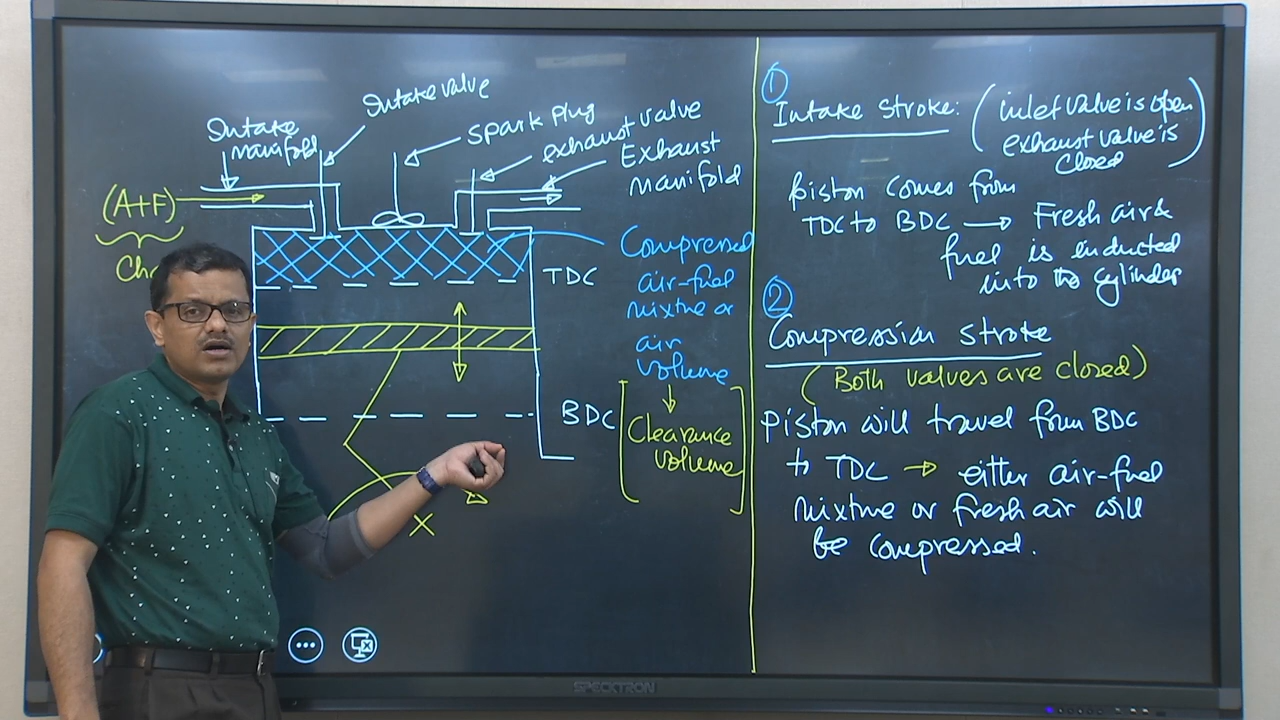 Intake valve
Intake
manifold
spark plug
exhaust valve
Exhaust
manifold
(A+F)
TDC
Compressed
air-fuel
mixture or
air
volume
BDC
Clearance
volume
X
1
Intake stroke: (inlet valve is open
exhaust valve is
closed)
piston comes from
TDC to BDC → Fresh air &
fuel is inducted
into the cylinder
2
Compression stroke
(Both valves are closed)
Piston will travel from BDC
to TDC → either air-fuel
mixture or fresh air will
be compressed.
SPECKTRON